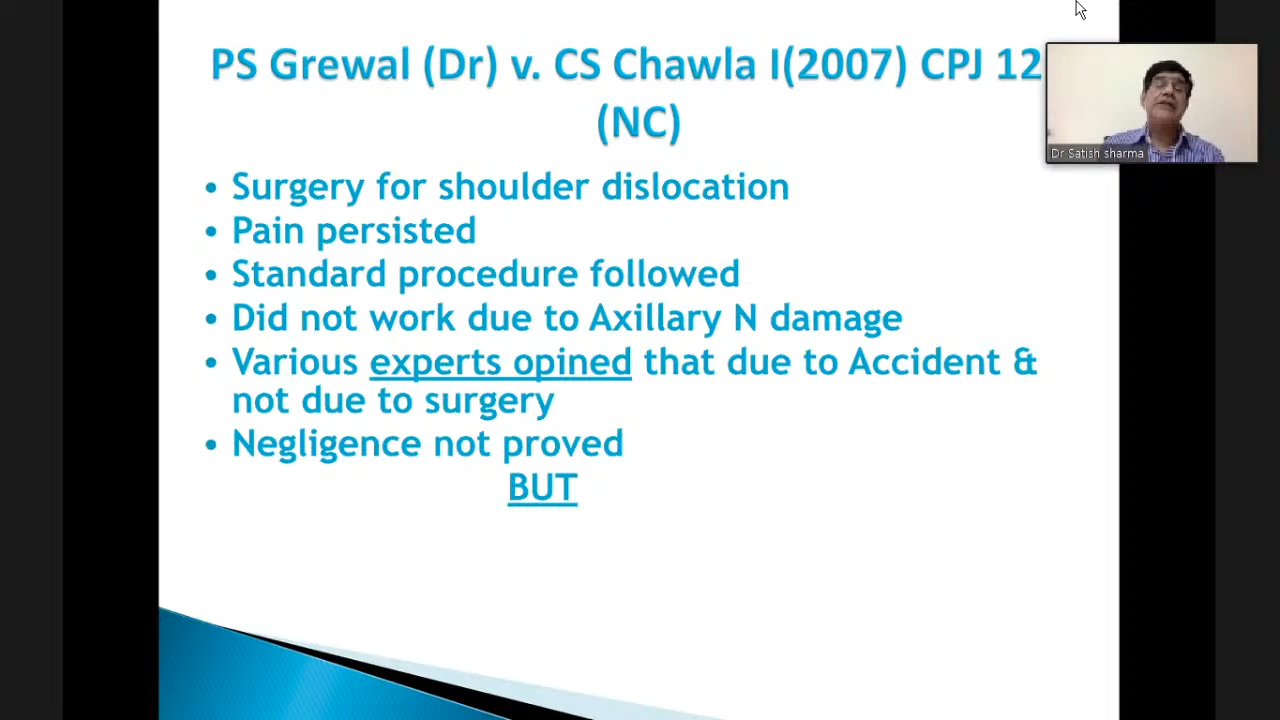 PS Grewal (Dr) v. CS Chawla I(2007) CPJ 12
(NC)
Dr Satish sharma
• Surgery for shoulder dislocation
• Pain persisted
• Standard procedure followed
• Did not work due to Axillary N damage
• Various experts opined that due to Accident &
not due to surgery
• Negligence not proved
BUT